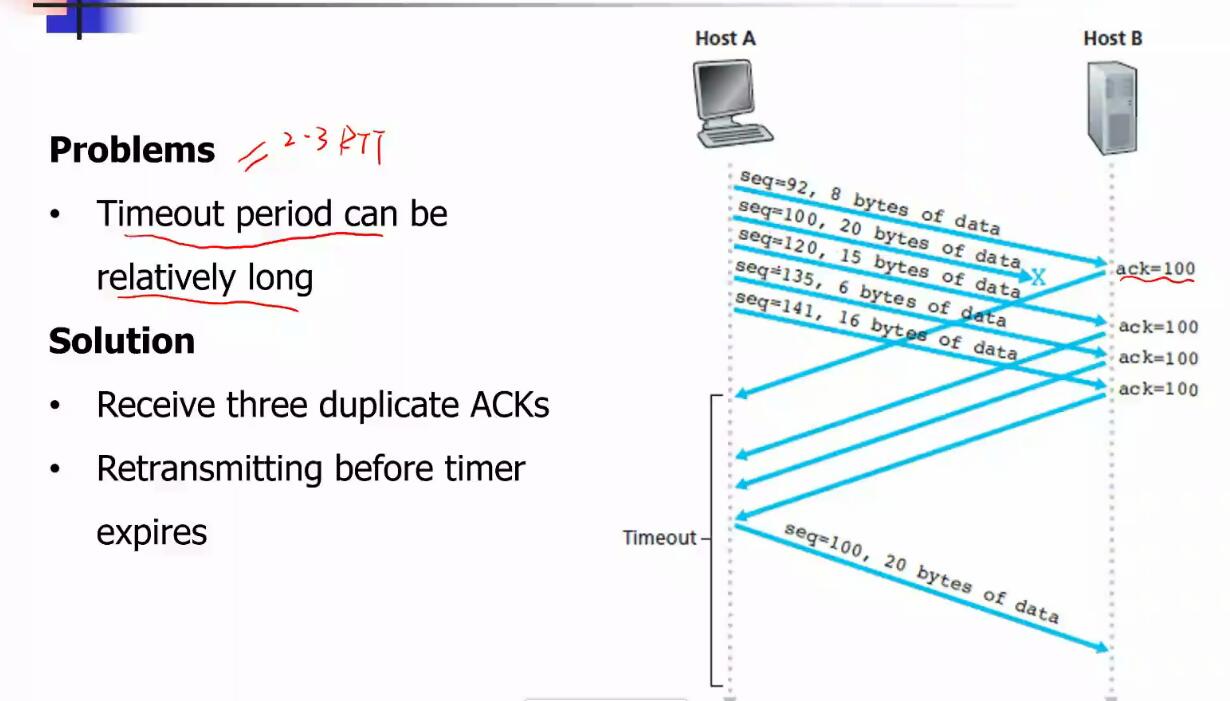 Host A
Host B
Problems 2-3 RTT
• Timeout period can be
relatively long
Solution
• Receive three duplicate ACKs
• Retransmitting before timer
expires
seq=92, 8 bytes of data
seq=100, 20 bytes of data
X
seq=120, 15 bytes of data
seq=135, 6 bytes of data
seq=141, 16 bytes of data
ack=100
ack=100
ack=100
ack=100
Timeout
seq=100, 20 bytes of data